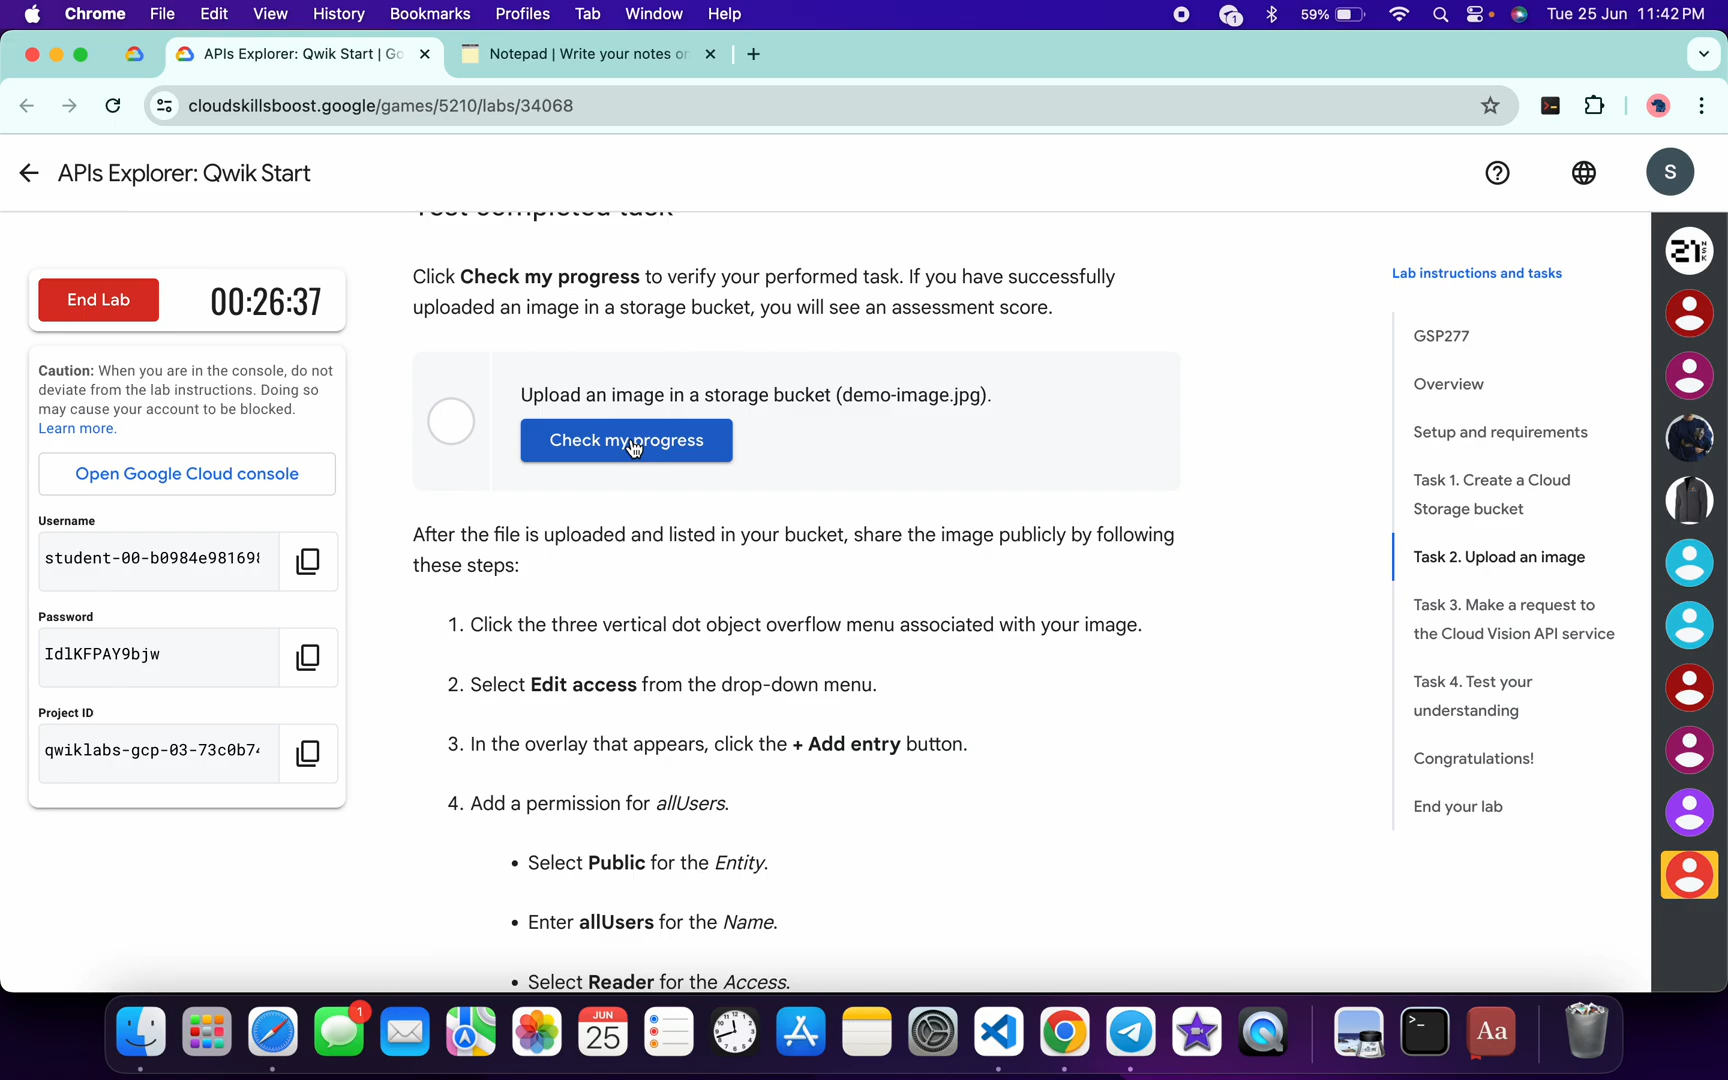 Chrome File Edit View History Bookmarks Profiles Tab Window Help
1
59%
Tue 25 Jun 11:42 PM
APIs Explorer: Qwik Start | Go
Notepad | Write your notes on
cloudskillsboost.google/games/5210/labs/34068
APIs Explorer: Qwik Start
S
Test completed task
End Lab
00:26:37
Caution: When you are in the console, do not
deviate from the lab instructions. Doing so
may cause your account to be blocked.
Learn more.
Open Google Cloud console
Username
student-00-b0984e98169
Password
IdlKFPAY9bjw
Project ID
qwiklabs-gcp-03-73c0b7
Click Check my progress to verify your performed task. If you have successfully
uploaded an image in a storage bucket, you will see an assessment score.
Upload an image in a storage bucket (demo-image.jpg).
Check my progress
After the file is uploaded and listed in your bucket, share the image publicly by following
these steps:
1. Click the three vertical dot object overflow menu associated with your image.
2. Select Edit access from the drop-down menu.
3. In the overlay that appears, click the + Add entry button.
4. Add a permission for allUsers.
• Select Public for the Entity.
• Enter allUsers for the Name.
• Select Reader for the Access.
Lab instructions and tasks
GSP277
Overview
Setup and requirements
Task 1. Create a Cloud
Storage bucket
Task 2. Upload an image
Task 3. Make a request to
the Cloud Vision API service
Task 4. Test your
understanding
Congratulations!
End your lab
21
NSK
1
JUN
25
Aa